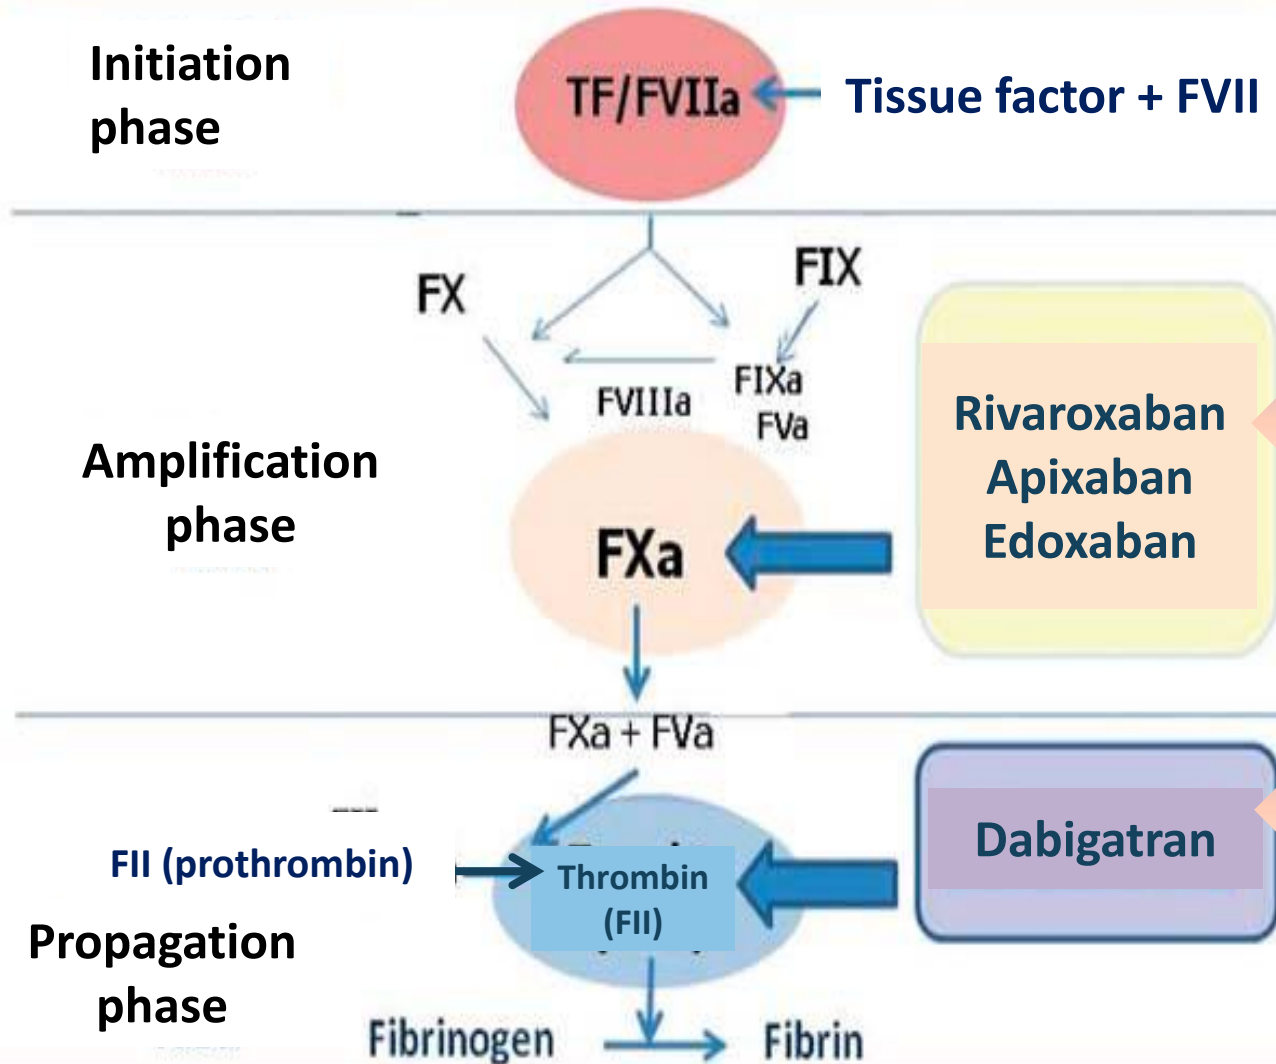 Initiation
phase
TF/FVIIa
Tissue factor + FVII
FX
FIX
FVIIIa
FIXa
FVa
Amplification
phase
FXa
Rivaroxaban
Apixaban
Edoxaban
FXa + FVa
FII (prothrombin)
Thrombin
(FII)
Dabigatran
Propagation
phase
Fibrinogen
Fibrin